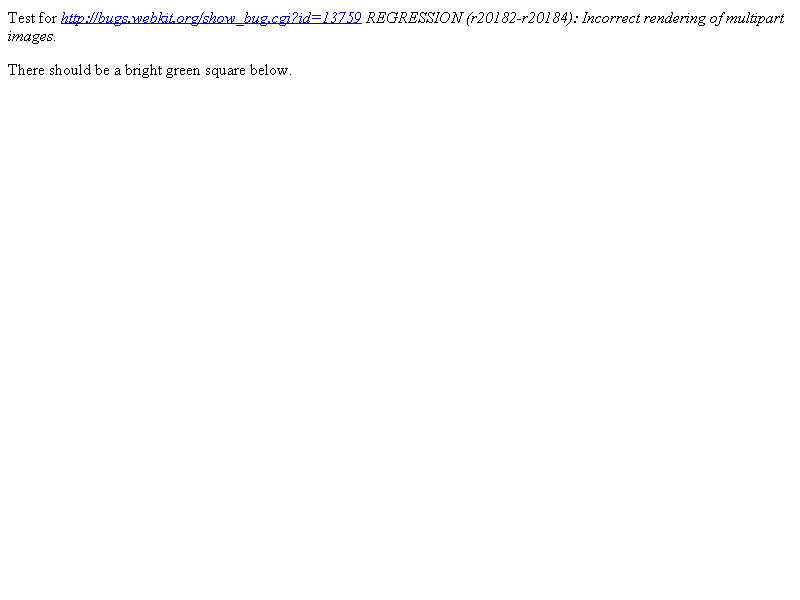 Test for http://bugs.webkit.org/show_bug.cgi?id=13759 REGRESSION (r20182-r20184): Incorrect rendering of multipart
images.
There should be a bright green square below.